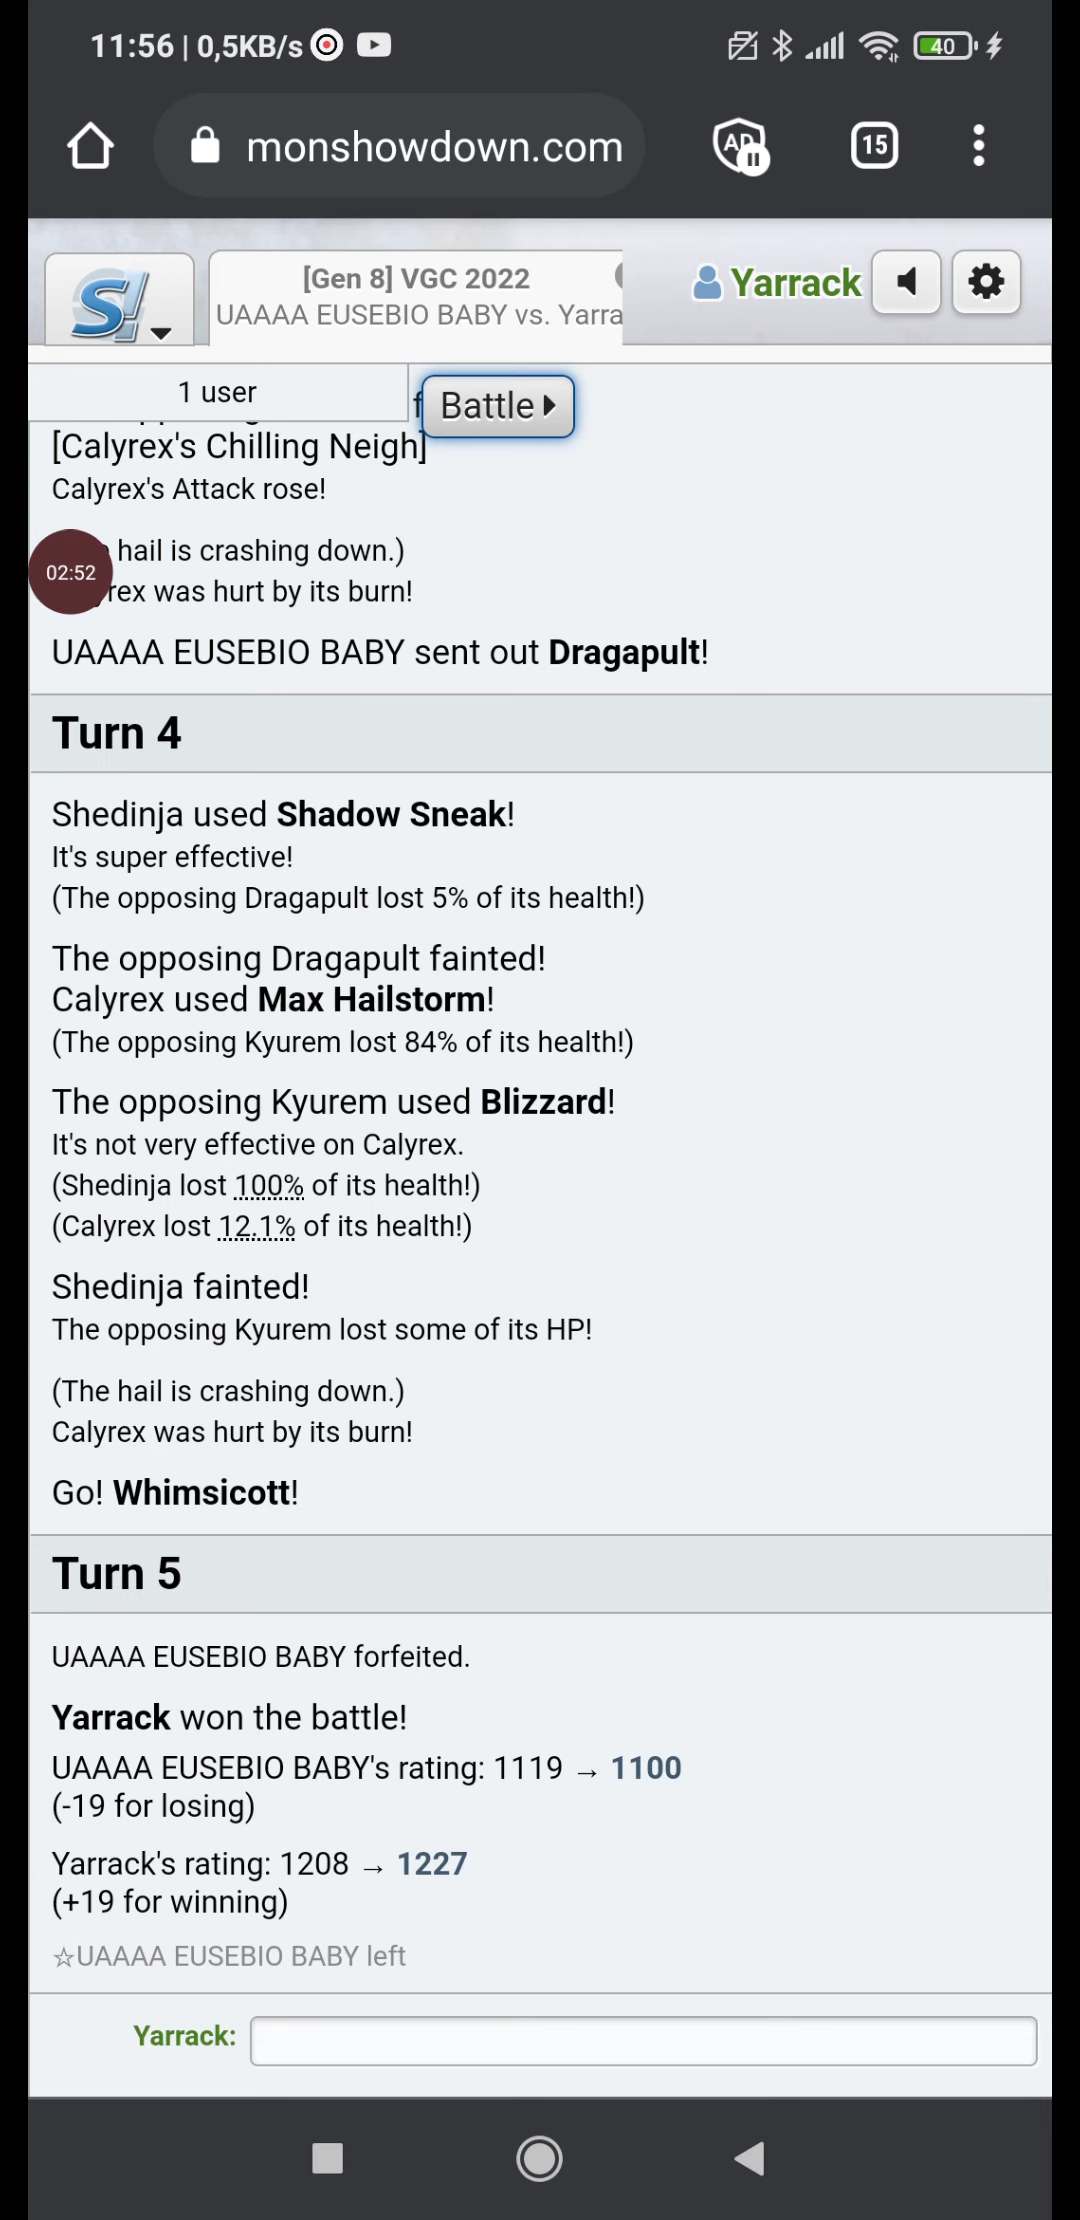 11:56 | 0,5KB/s
40
monshowdown.com
AD
15
S!
[Gen 8] VGC 2022
UAAAA EUSEBIO BABY vs. Yarra
Yarrack
1 user
Battle
[Calyrex's Chilling Neigh]
Calyrex's Attack rose!
hail is crashing down.)
02:52
rex was hurt by its burn!
UAAAA EUSEBIO BABY sent out Dragapult!
Turn 4
Shedinja used Shadow Sneak!
It's super effective!
(The opposing Dragapult lost 5% of its health!)
The opposing Dragapult fainted!
Calyrex used Max Hailstorm!
(The opposing Kyurem lost 84% of its health!)
The opposing Kyurem used Blizzard!
It's not very effective on Calyrex.
(Shedinja lost 100% of its health!)
(Calyrex lost 12.1% of its health!)
Shedinja fainted!
The opposing Kyurem lost some of its HP!
(The hail is crashing down.)
Calyrex was hurt by its burn!
Go! Whimsicott!
Turn 5
UAAAA EUSEBIO BABY forfeited.
Yarrack won the battle!
UAAAA EUSEBIO BABY's rating: 1119 → 1100
(-19 for losing)
Yarrack's rating: 1208 → 1227
(+19 for winning)
☆UAAAA EUSEBIO BABY left
Yarrack: